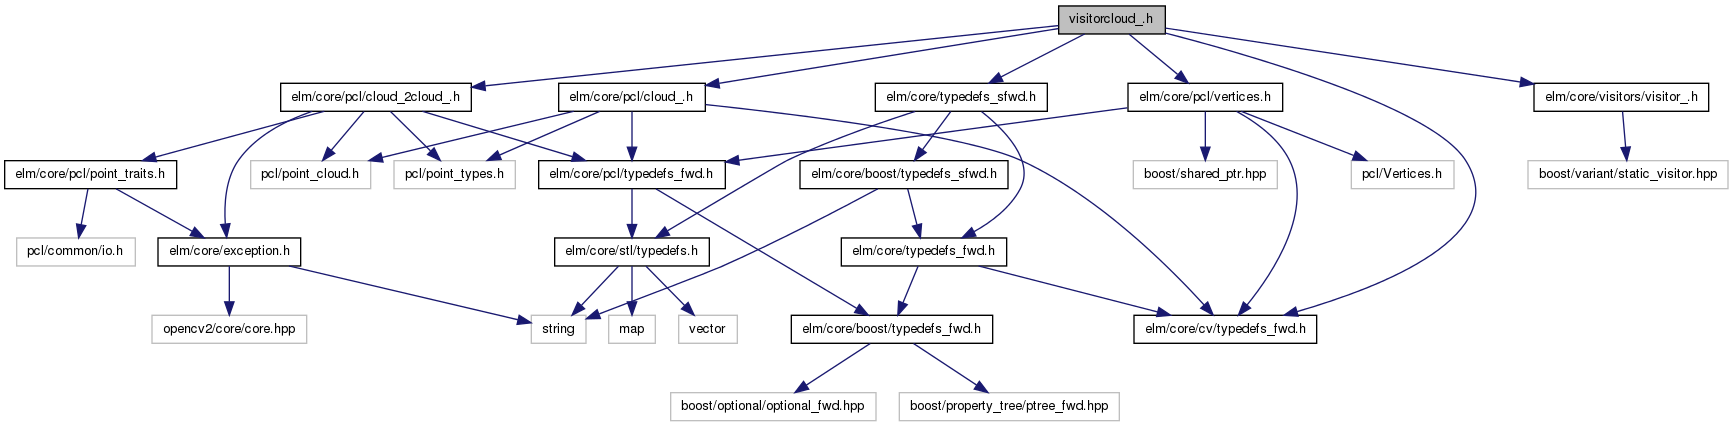 visitorcloud_.h
elm/core/pcl/cloud_2cloud_.h
elm/core/pcl/cloud_.h
elm/core/typedefs_sfwd.h
elm/core/pcl/vertices.h
elm/core/visitors/visitor_.h
elm/core/pcl/point_traits.h
pcl/point_cloud.h
pcl/point_types.h
elm/core/pcl/typedefs_fwd.h
elm/core/boost/typedefs_sfwd.h
boost/shared_ptr.hpp
pcl/Vertices.h
boost/variant/static_visitor.hpp
pcl/common/io.h
elm/core/exception.h
elm/core/stl/typedefs.h
elm/core/typedefs_fwd.h
opencv2/core/core.hpp
string
map
vector
elm/core/boost/typedefs_fwd.h
elm/core/cv/typedefs_fwd.h
boost/optional/optional_fwd.hpp
boost/property_tree/ptree_fwd.hpp